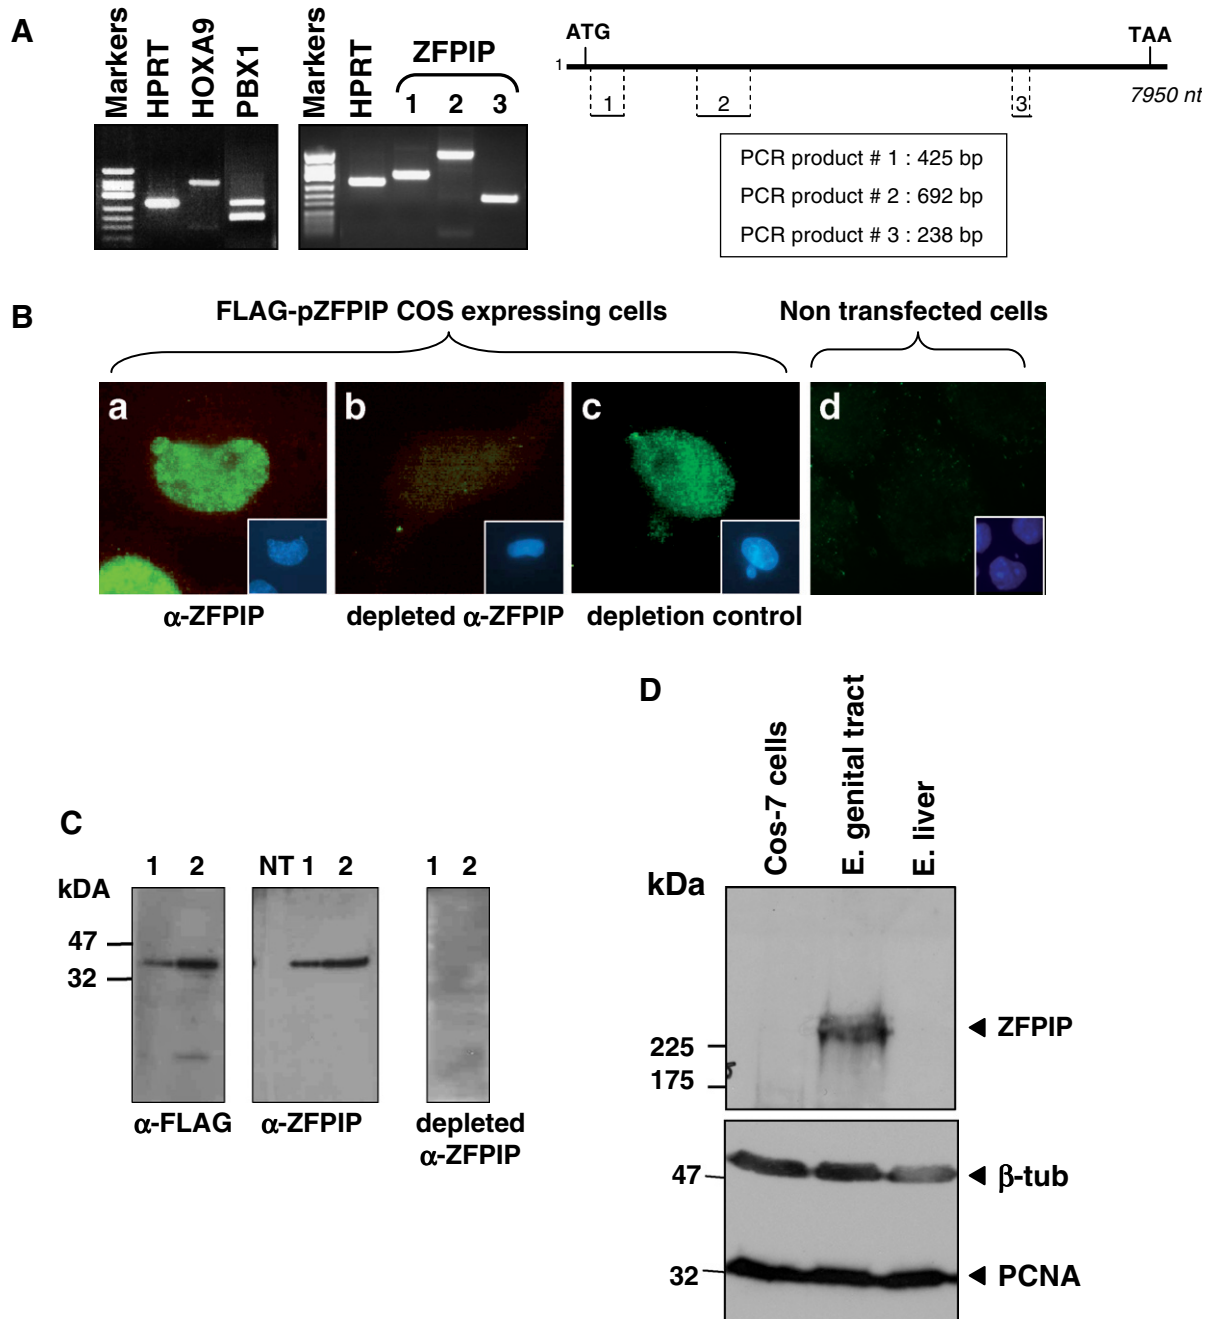 A
Markers
HPRT
HOXA9
PBX1
Markers
HPRT
ZFPIP
1 2 3
ATG
TAA
1
1 2 3
7950 nt
PCR product # 1 : 425 bp
PCR product # 2 : 692 bp
PCR product # 3 : 238 bp
B
FLAG-pZFPIP COS expressing cells
Non transfected cells
a b c d
α-ZFPIP
depleted α-ZFPIP
depletion control
C
1 2
NT 1 2
1 2
kDA
47
32
α-FLAG
α-ZFPIP
depleted
α-ZFPIP
D
Cos-7 cells
E. genital tract
E. liver
kDa
225
175
ZFPIP
47
β-tub
32
PCNA